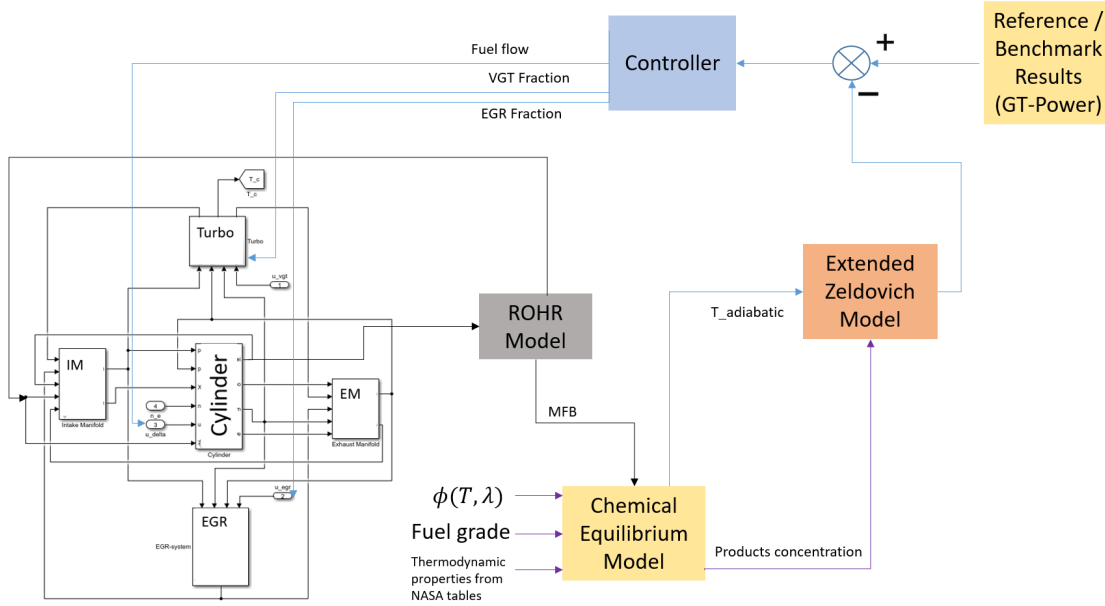 Reference /
Benchmark
Results
(GT-Power)
+
−
Controller
Fuel flow
VGT Fraction
EGR Fraction
T_c
T_c
Turbo
Turbo
u_vgt
1
ROHR
Model
T_adiabatic
Extended
Zeldovich
Model
IM
Intake Manifold
Cylinder
p
p
X
n
u
Cylinder
4
n_e
3
u_delta
EM
Exhaust Manifold
MFB
u_egr
2
EGR
EGR-system
ϕ(T, λ)
Fuel grade
Thermodynamic
properties from
NASA tables
Chemical
Equilibrium
Model
Products concentration